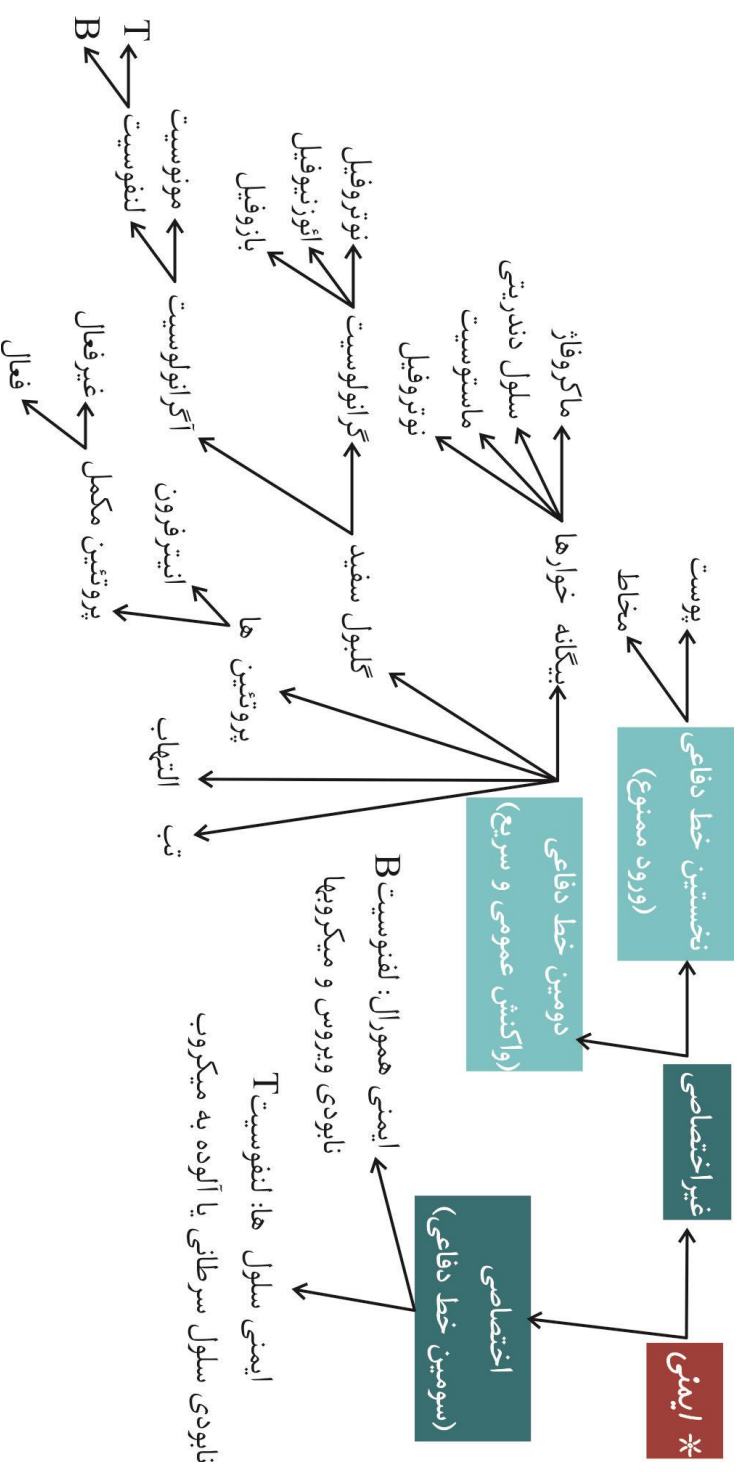 * ایمنی
غیراختصاصی
نخستین خط دفاعی
(ورود ممنوع)
پوست
مخاط
دومین خط دفاعی
(واکنش عمومی و سریع)
بیگانه خوارها
ماکروفاژ
سلول دندریتی
ماستوسیت
نوتروفیل
گلبول سفید
گرانولوسیت
نوتروفیل
ائوزنیوفیل
بازوفیل
آگرانولوسیت
مونوسیت
لنفوسیت
T
B
پروتئین ها
انیترفرون
پروتئین مکمل
غیرفعال
فعال
التهاب
تب
اختصاصی
(سومین خط دفاعی)
ایمنی همورال: لفنوسیت B
نابودی ویروس و میکروبها
ایمنی سلول ها: لنفوسیت T
نابودی سلول سرطانی یا آلوده به میکروب